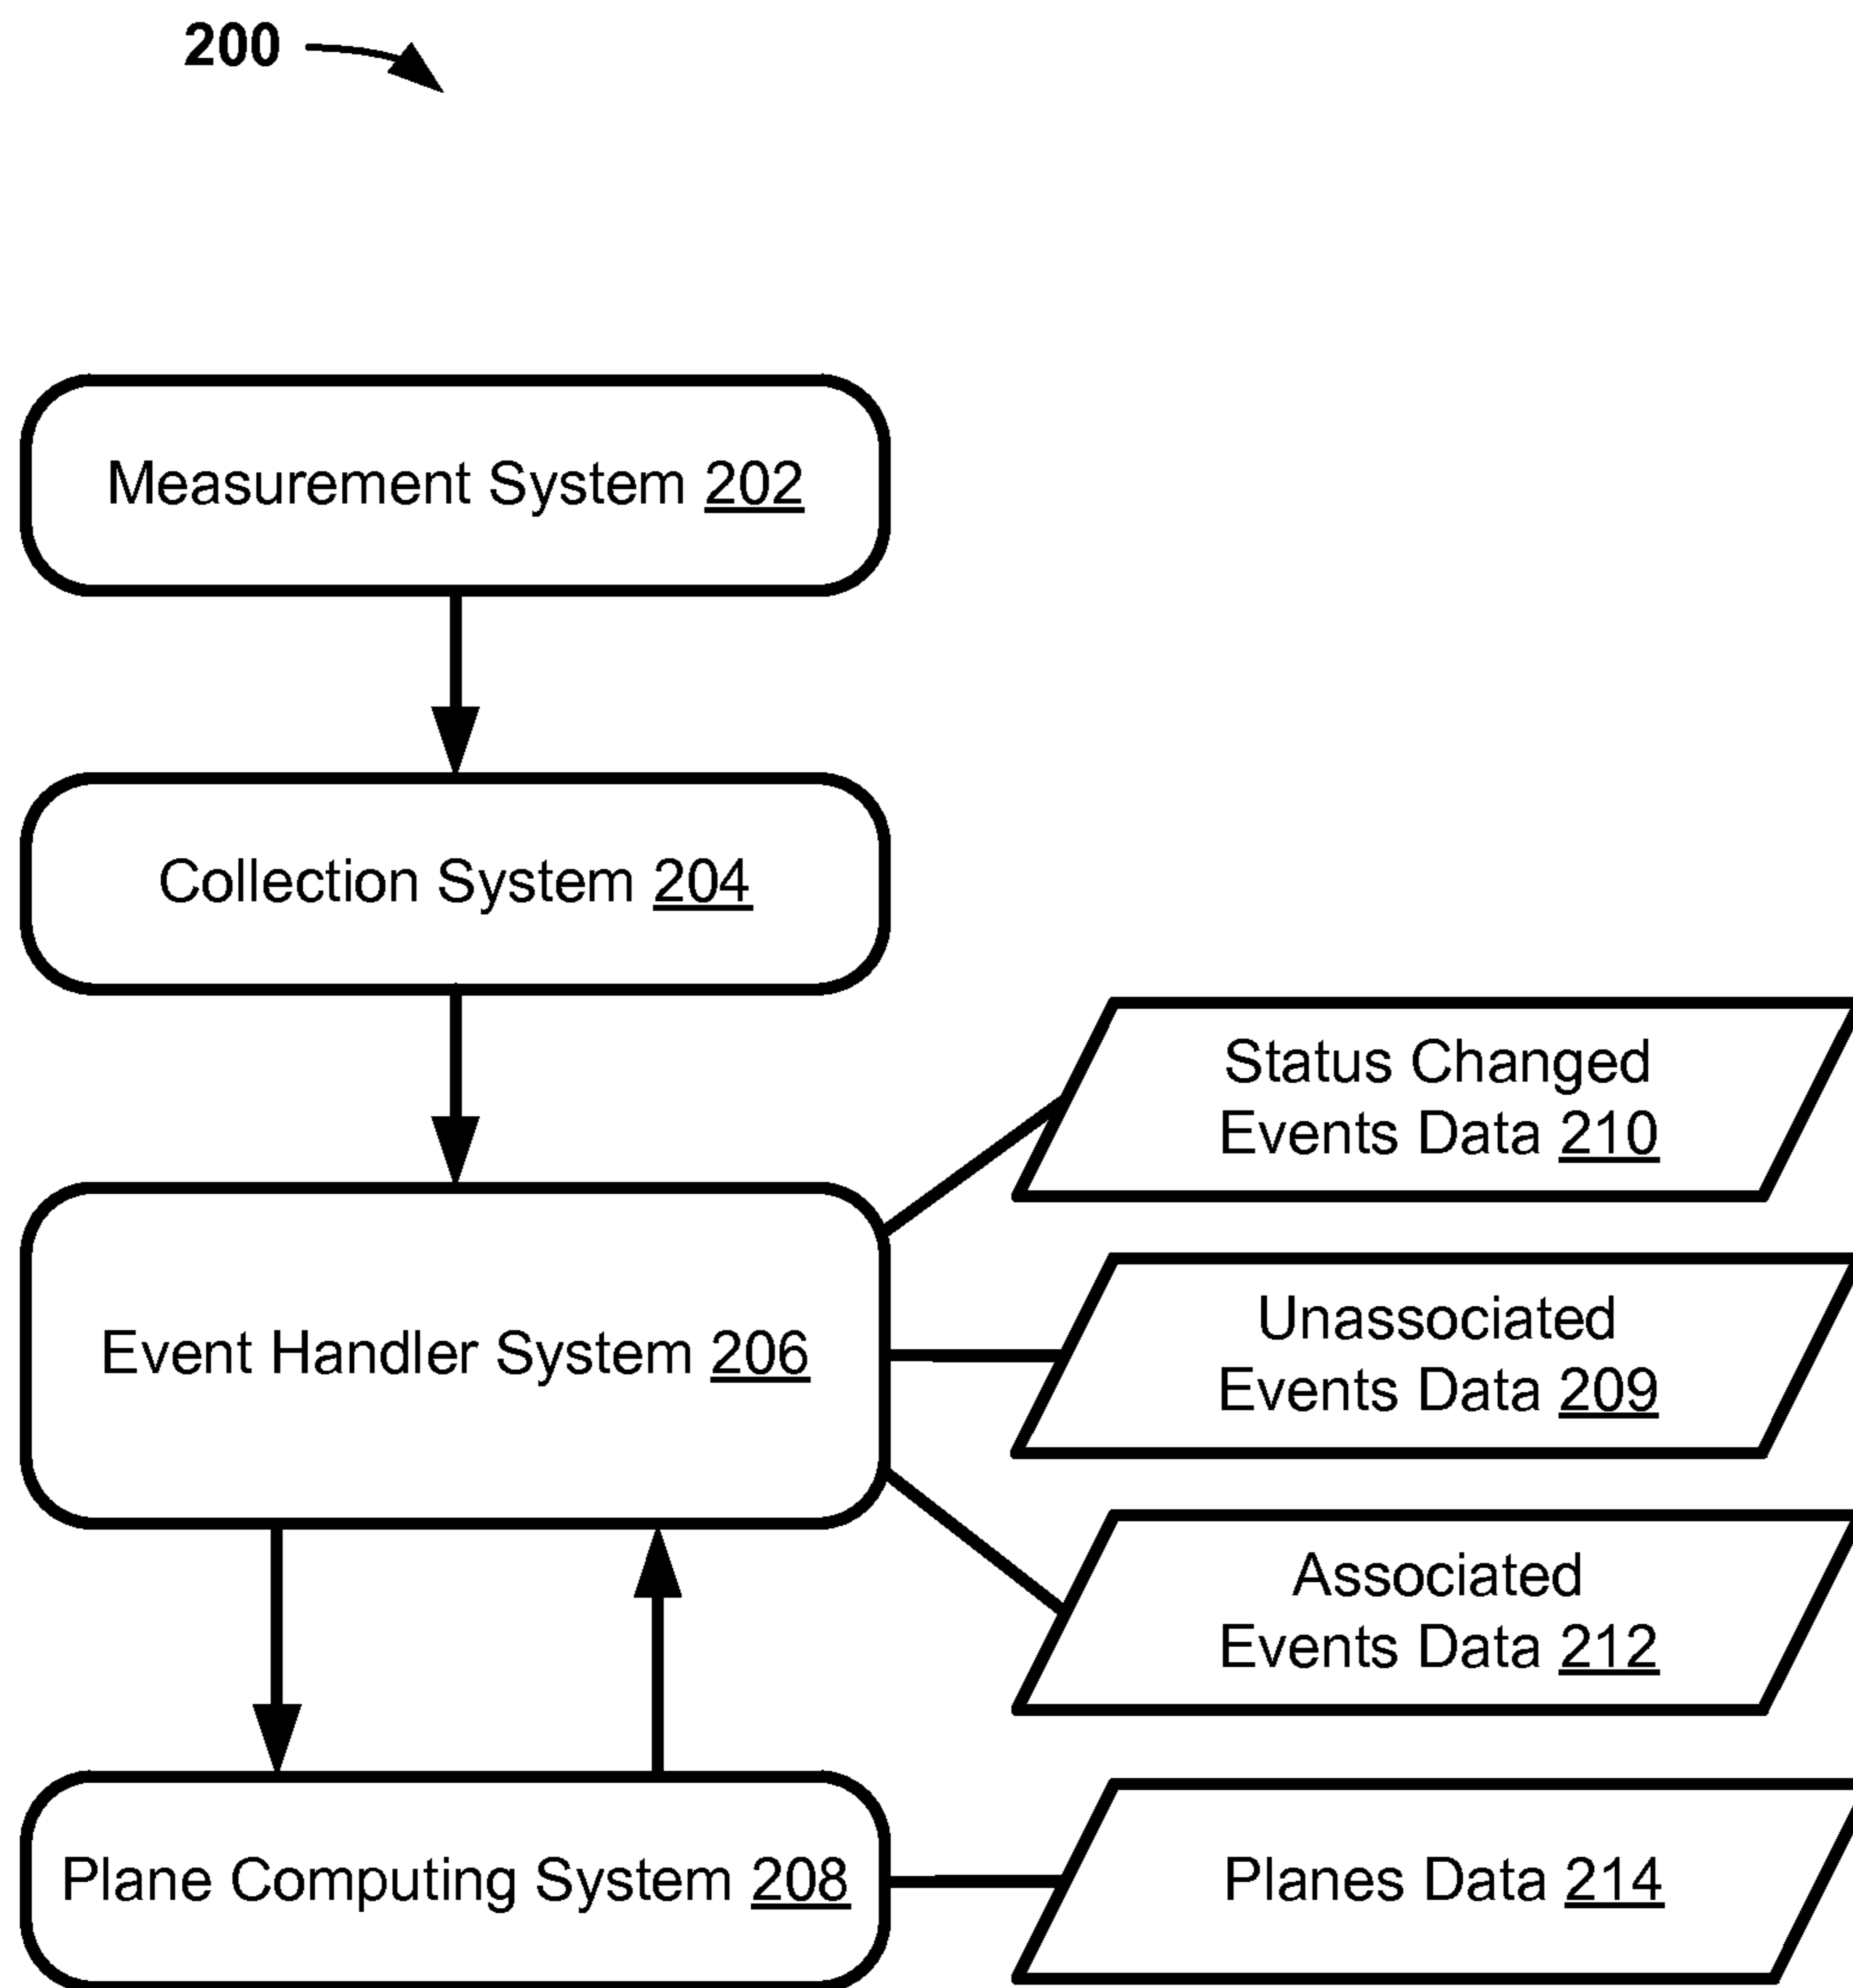 200
Measurement System 202
Collection System 204
Status Changed
Events Data 210
Event Handler System 206
Unassociated
Events Data 209
Associated
Events Data 212
Plane Computing System 208
Planes Data 214